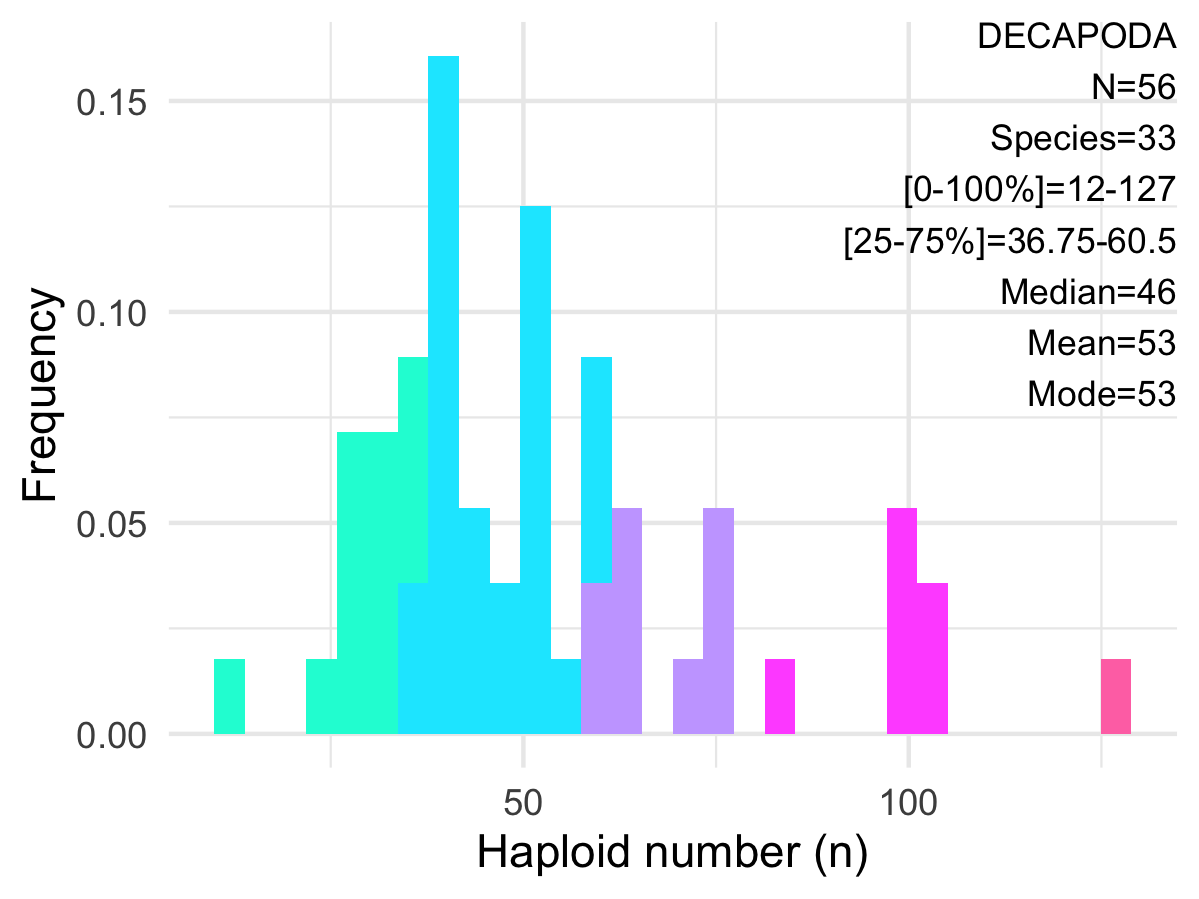 DECAPODA
N=56
Species=33
[0-100%]=12-127
[25-75%]=36.75-60.5
Median=46
Mean=53
Mode=53
Frequency
0.15
0.10
0.05
0.00
50 100
Haploid number (n)